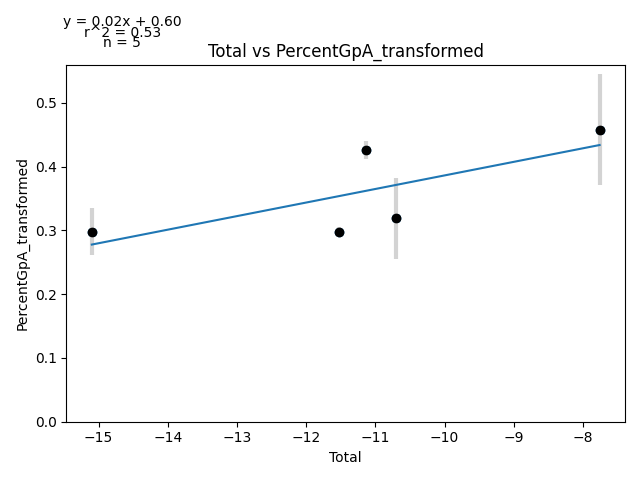 y = 0.02x + 0.60
r^2 = 0.53
n = 5
Total vs PercentGpA_transformed
PercentGpA_transformed
0.5
0.4
0.3
0.2
0.1
0.0
−15 −14 −13 −12 −11 −10 −9 −8
Total